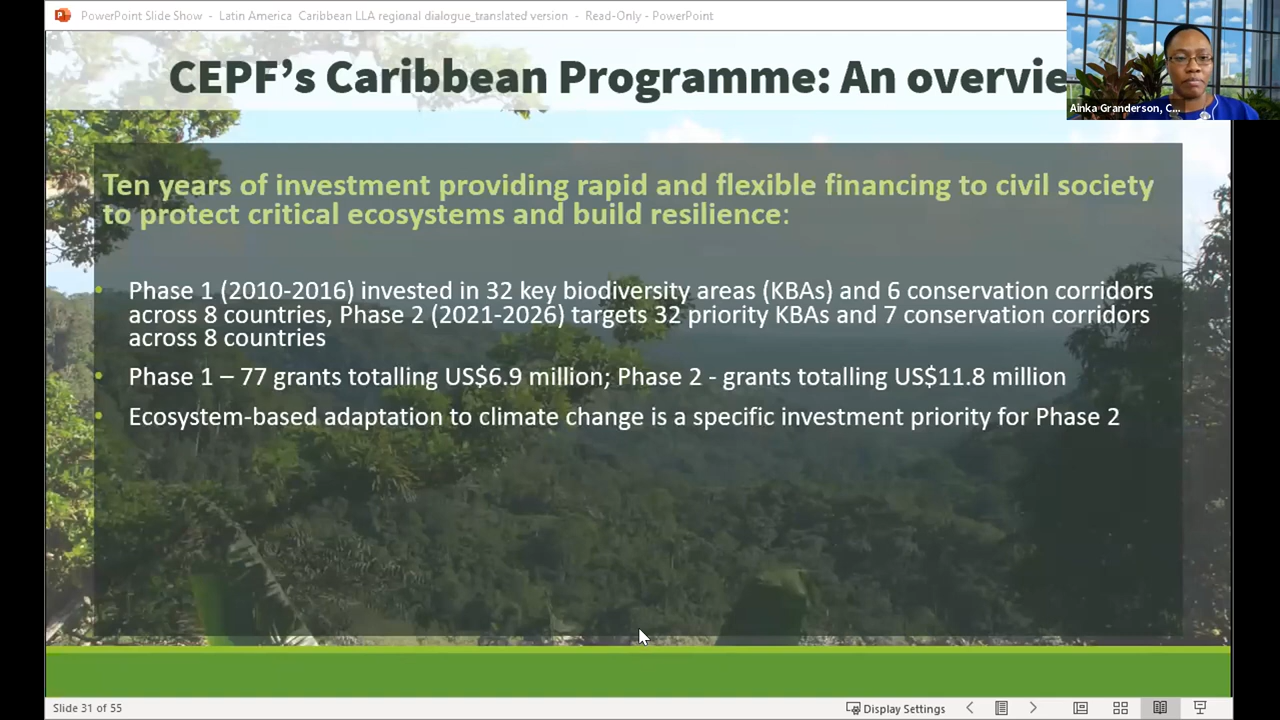 PowerPoint Slide Show - Latin America Caribbean LLA regional dialogue_translated version - Read-Only - PowerPoint
CEPF’s Caribbean Programme: An overvie
Ainka Granderson, C...
Ten years of investment providing rapid and flexible financing to civil society
to protect critical ecosystems and build resilience:
• Phase 1 (2010-2016) invested in 32 key biodiversity areas (KBAs) and 6 conservation corridors
across 8 countries, Phase 2 (2021-2026) targets 32 priority KBAs and 7 conservation corridors
across 8 countries
• Phase 1 – 77 grants totalling US$6.9 million; Phase 2 - grants totalling US$11.8 million
• Ecosystem-based adaptation to climate change is a specific investment priority for Phase 2
Slide 31 of 55
Display Settings